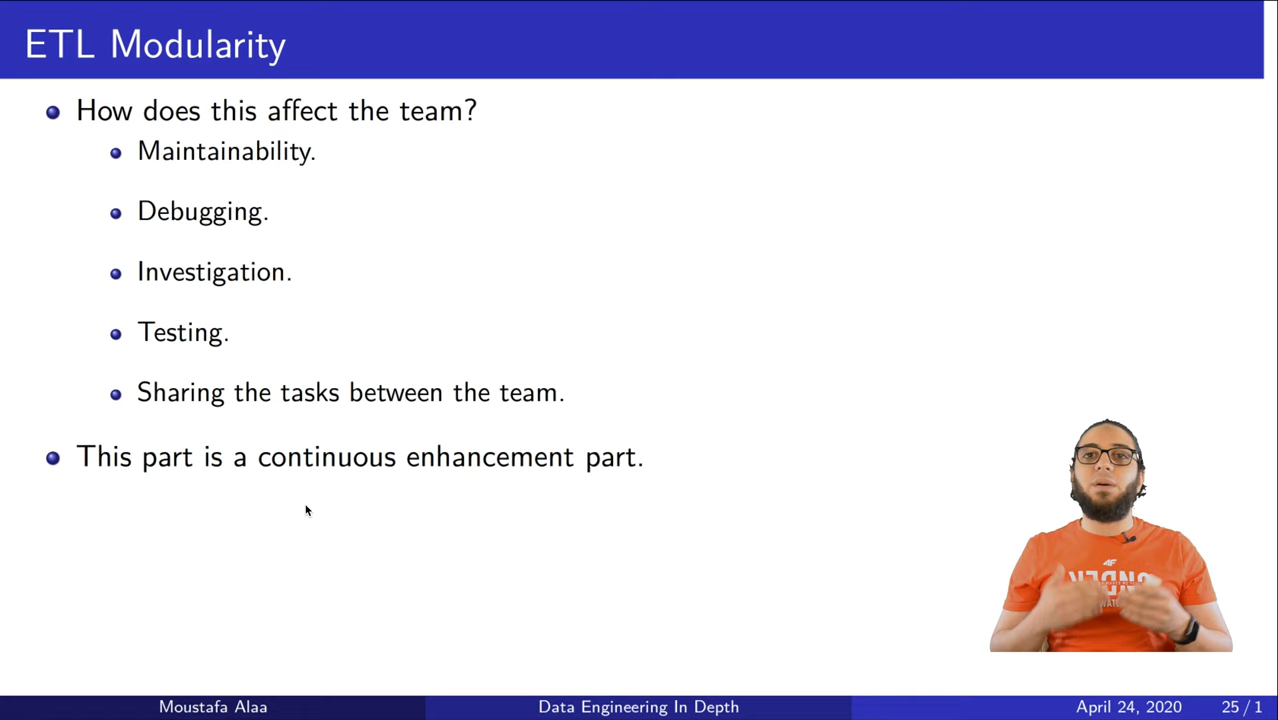 ETL Modularity
How does this affect the team?
Maintainability.
Debugging.
Investigation.
Testing.
Sharing the tasks between the team.
This part is a continuous enhancement part.
Moustafa Alaa
Data Engineering In Depth
April 24, 2020
25 / 1